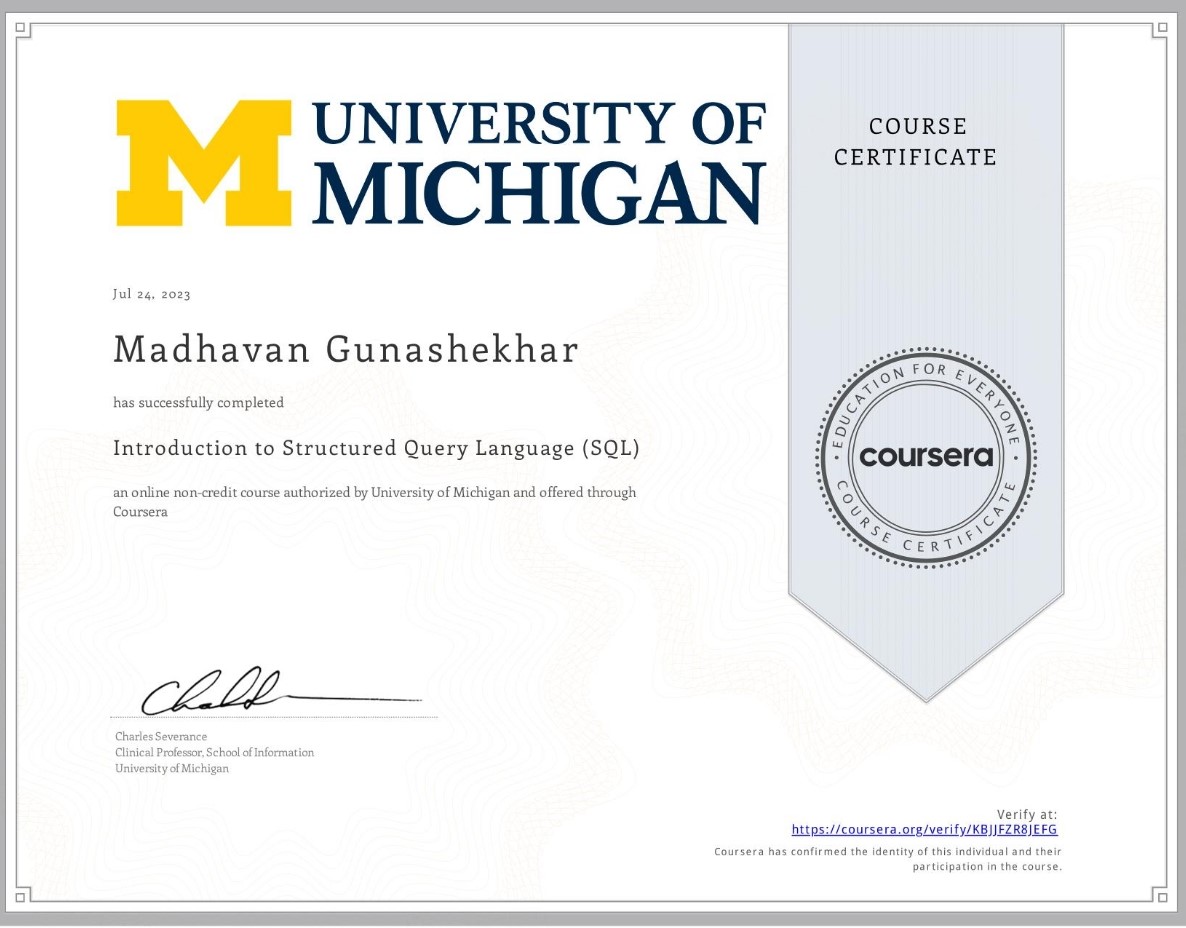 M UNIVERSITY OF
MICHIGAN
COURSE
CERTIFICATE
Jul 24, 2023
Madhavan Gunashekhar
has successfully completed
Introduction to Structured Query Language (SQL)
an online non-credit course authorized by University of Michigan and offered through
Coursera
EDUCATION FOR EVERYONE
coursera
COURSE CERTIFICATE
Charles Severance
Clinical Professor, School of Information
University of Michigan
Verify at:
https://coursera.org/verify/KBJJFZR8JEFG
Coursera has confirmed the identity of this individual and their
participation in the course.